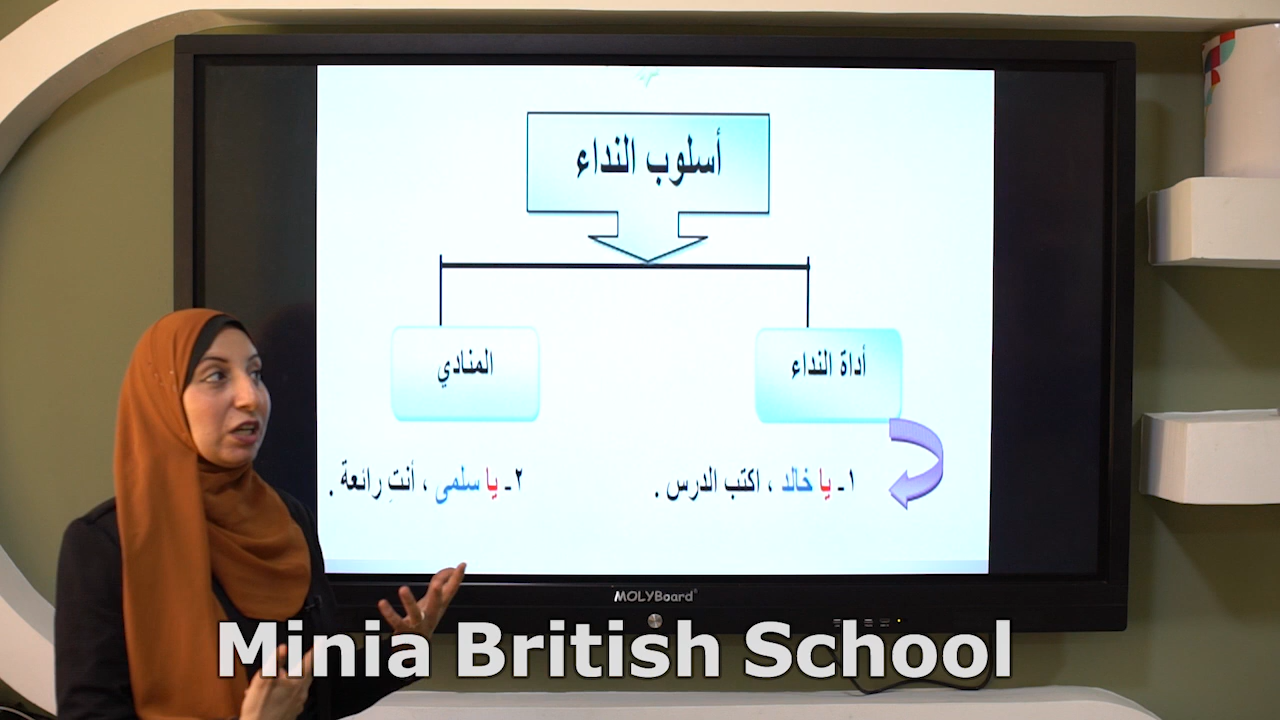 أسلوب النداء
أداة النداء
المنادي
١ ـ يا خالد ، اكتب الدرس .
٢ ـ يا سلمى ، أنتِ رائعة .
MOLYBoard
Minia British School